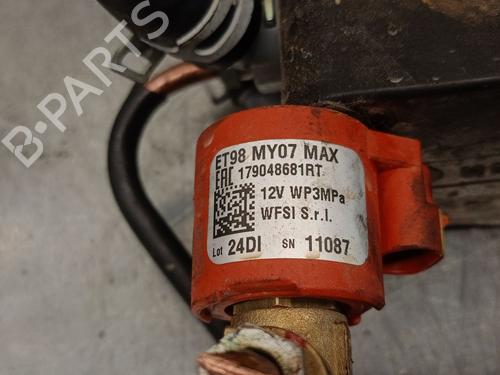 ET98 MY07 MAX
EAC 179048681RT
12V WP3MPa
WFSI S.r.l.
Lot 24DI SN 11087
B-PARTS